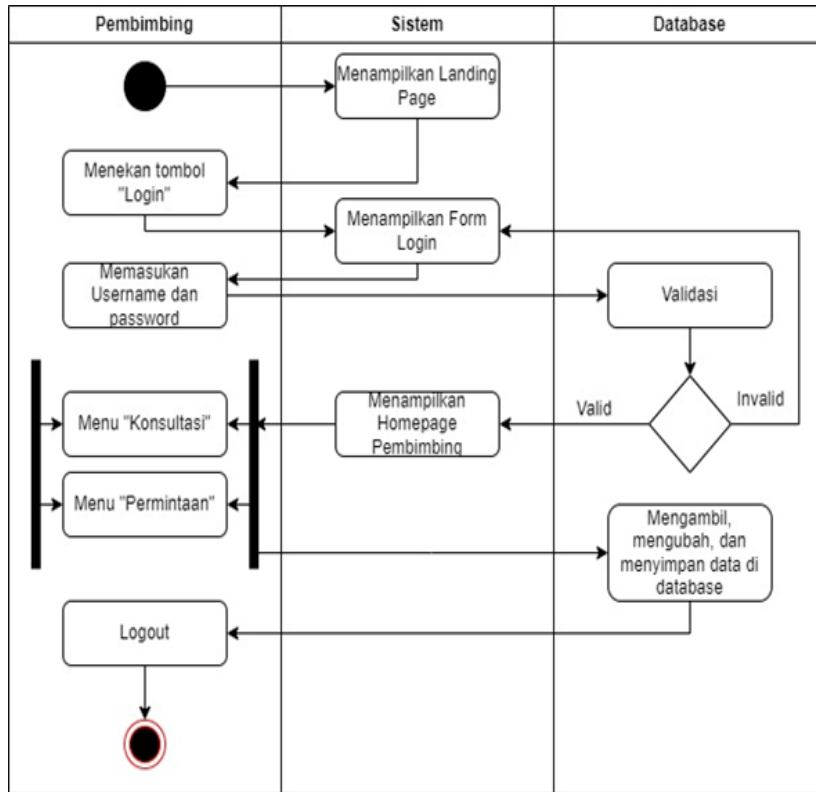 Pembimbing
Sistem
Database
Menampilkan Landing
Page
Menekan tombol
"Login"
Menampilkan Form
Login
Memasukan
Username dan
password
Validasi
Valid
Invalid
Menampilkan
Homepage
Pembimbing
Menu "Konsultasi"
Menu "Permintaan"
Mengambil,
mengubah, dan
menyimpan data di
database
Logout